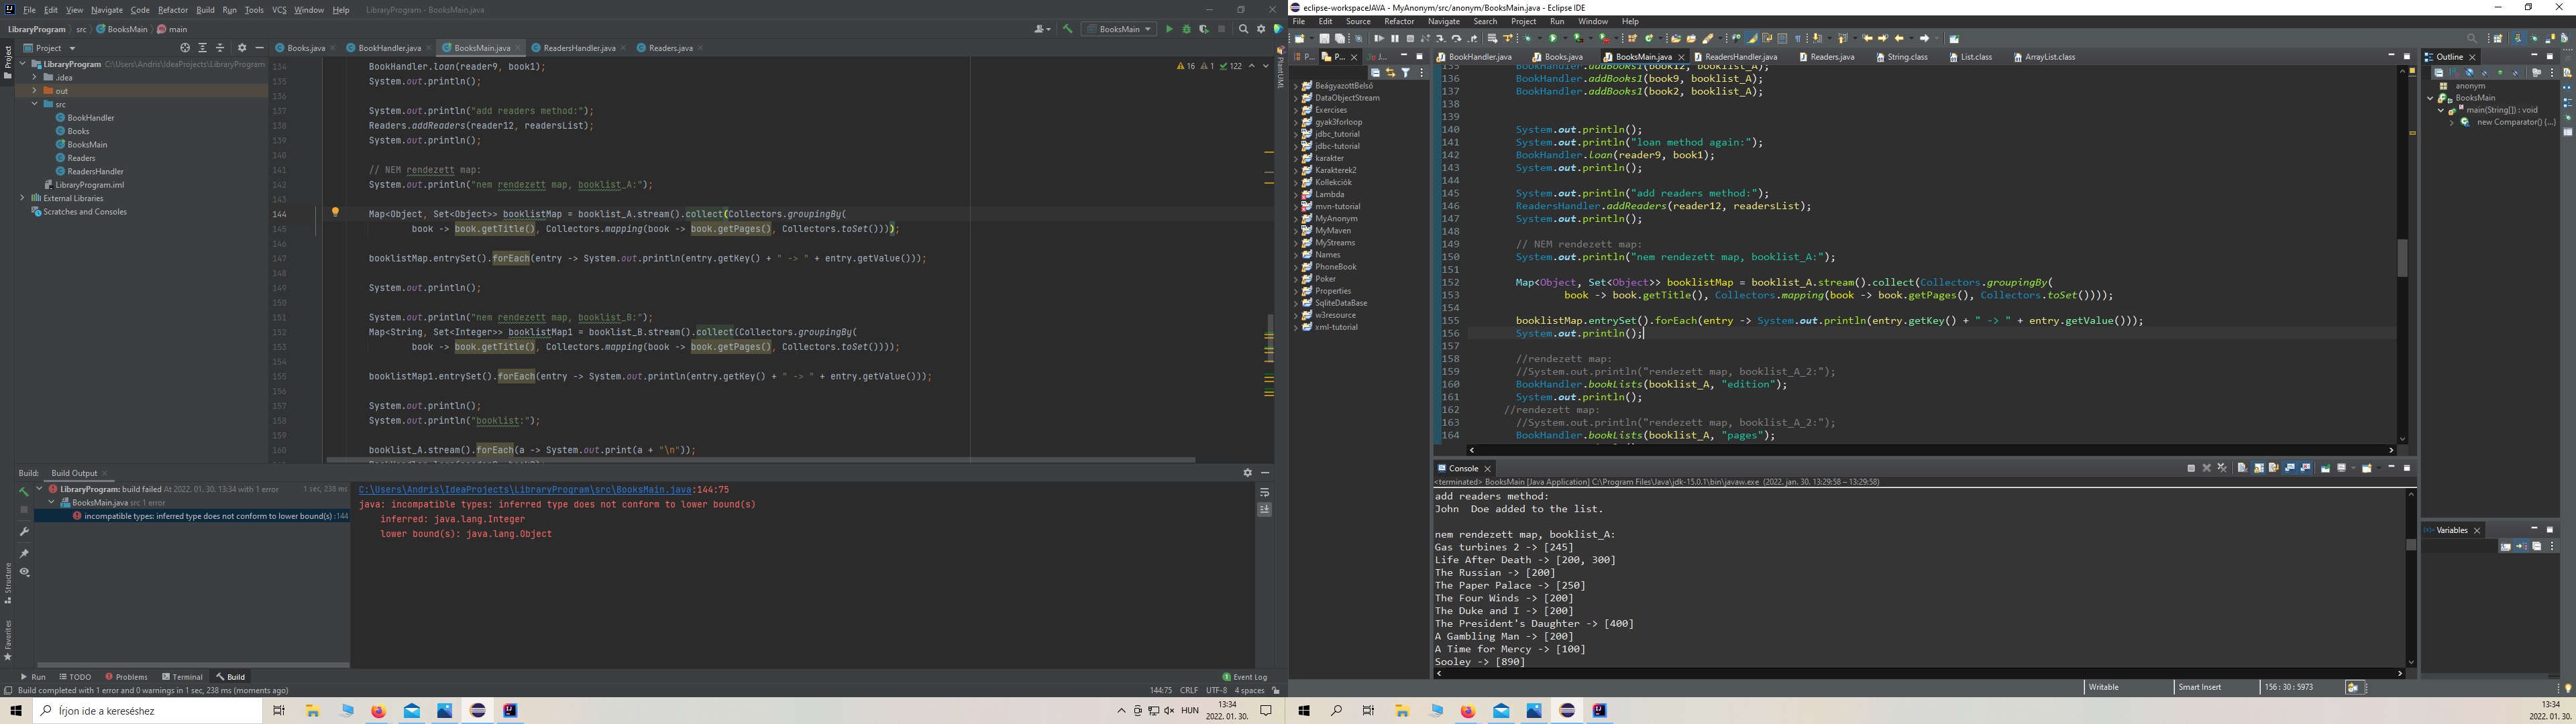 File Edit View Navigate Code Refactor Build Run Tools VCS Window Help LibraryProgram - BooksMain.java
LibraryProgram src BooksMain main
BooksMain
Project
Books.java BookHandler.java BooksMain.java ReadersHandler.java Readers.java
LibraryProgram C:\Users\Andris\IdeaProjects\LibraryProgram
.idea
out
src
BookHandler
Books
BooksMain
Readers
ReadersHandler
LibraryProgram.iml
External Libraries
Scratches and Consoles
16 1 122
134 BookHandler.loan(reader9, book1);
135 System.out.println();
136
137 System.out.println("add readers method:");
138 Readers.addReaders(reader12, readersList);
139 System.out.println();
140
141 // NEM rendezett map:
142 System.out.println("nem rendezett map, booklist_A:");
143
144 Map<Object, Set<Object>> booklistMap = booklist_A.stream().collect(Collectors.groupingBy(
145 book -> book.getTitle(), Collectors.mapping(book -> book.getPages(), Collectors.toSet())));
146
147 booklistMap.entrySet().forEach(entry -> System.out.println(entry.getKey() + " -> " + entry.getValue()));
148
149 System.out.println();
150
151 System.out.println("nem rendezett map, booklist_B:");
152 Map<String, Set<Integer>> booklistMap1 = booklist_B.stream().collect(Collectors.groupingBy(
153 book -> book.getTitle(), Collectors.mapping(book -> book.getPages(), Collectors.toSet())));
154
155 booklistMap1.entrySet().forEach(entry -> System.out.println(entry.getKey() + " -> " + entry.getValue()));
156
157 System.out.println();
158 System.out.println("booklist:");
159
160 booklist_A.stream().forEach(a -> System.out.print(a + "\n"));
Project
PlantUML
Structure
Favorites
Build: Build Output
LibraryProgram: build failed At 2022. 01. 30. 13:34 with 1 error 1 sec, 258 ms
BooksMain.java src 1 error
incompatible types: inferred type does not conform to lower bound(s) :144
C:\Users\Andris\IdeaProjects\LibraryProgram\src\BooksMain.java:144:75
java: incompatible types: inferred type does not conform to lower bound(s)
inferred: java.lang.Integer
lower bound(s): java.lang.Object
Run TODO Problems Terminal Build
1 Event Log
Build completed with 1 error and 0 warnings in 1 sec, 238 ms (moments ago)
144:75 CRLF UTF-8 4 spaces
Írjon ide a kereséshez
HUN
13:34
2022. 01. 30.
eclipse-workspaceJAVA - MyAnonym/src/anonym/BooksMain.java - Eclipse IDE
File Edit Source Refactor Navigate Search Project Run Window Help
P... P... J...
BeágyazottBelső
DataObjectStream
Exercises
gyak3forloop
jdbc_tutorial
jdbc-tutorial
karakter
Karakterek2
Kollekciók
Lambda
mvn-tutorial
MyAnonym
MyMaven
MyStreams
Names
PhoneBook
Poker
Properties
SqliteDataBase
w3resource
xml-tutorial
BookHandler.java Books.java BooksMain.java ReadersHandler.java Readers.java String.class List.class ArrayList.class
135 BookHandler.addBooks1(book12, booklist_A);
136 BookHandler.addBooks1(book9, booklist_A);
137 BookHandler.addBooks1(book2, booklist_A);
138
139
140 System.out.println();
141 System.out.println("loan method again:");
142 BookHandler.loan(reader9, book1);
143 System.out.println();
144
145 System.out.println("add readers method:");
146 ReadersHandler.addReaders(reader12, readersList);
147 System.out.println();
148
149 // NEM rendezett map:
150 System.out.println("nem rendezett map, booklist_A:");
151
152 Map<Object, Set<Object>> booklistMap = booklist_A.stream().collect(Collectors.groupingBy(
153 book -> book.getTitle(), Collectors.mapping(book -> book.getPages(), Collectors.toSet())));
154
155 booklistMap.entrySet().forEach(entry -> System.out.println(entry.getKey() + " -> " + entry.getValue()));
156 System.out.println();
157
158 //rendezett map:
159 //System.out.println("rendezett map, booklist_A_2:");
160 BookHandler.bookLists(booklist_A, "edition");
161 System.out.println();
162 //rendezett map:
163 //System.out.println("rendezett map, booklist_A_2:");
164 BookHandler.bookLists(booklist_A, "pages");
Outline
anonym
BooksMain
main(String[]) : void
new Comparator() {...}
Console
<terminated> BooksMain [Java Application] C:\Program Files\Java\jdk-15.0.1\bin\javaw.exe (2022. jan. 30. 13:29:58 – 13:29:58)
add readers method:
John Doe added to the list.
nem rendezett map, booklist_A:
Gas turbines 2 -> [245]
Life After Death -> [200, 300]
The Russian -> [200]
The Paper Palace -> [250]
The Four Winds -> [200]
The Duke and I -> [200]
The President's Daughter -> [400]
A Gambling Man -> [200]
A Time for Mercy -> [100]
Sooley -> [890]
Variables
Writable Smart Insert 156 : 30 : 5973
13:34
2022. 01. 30.